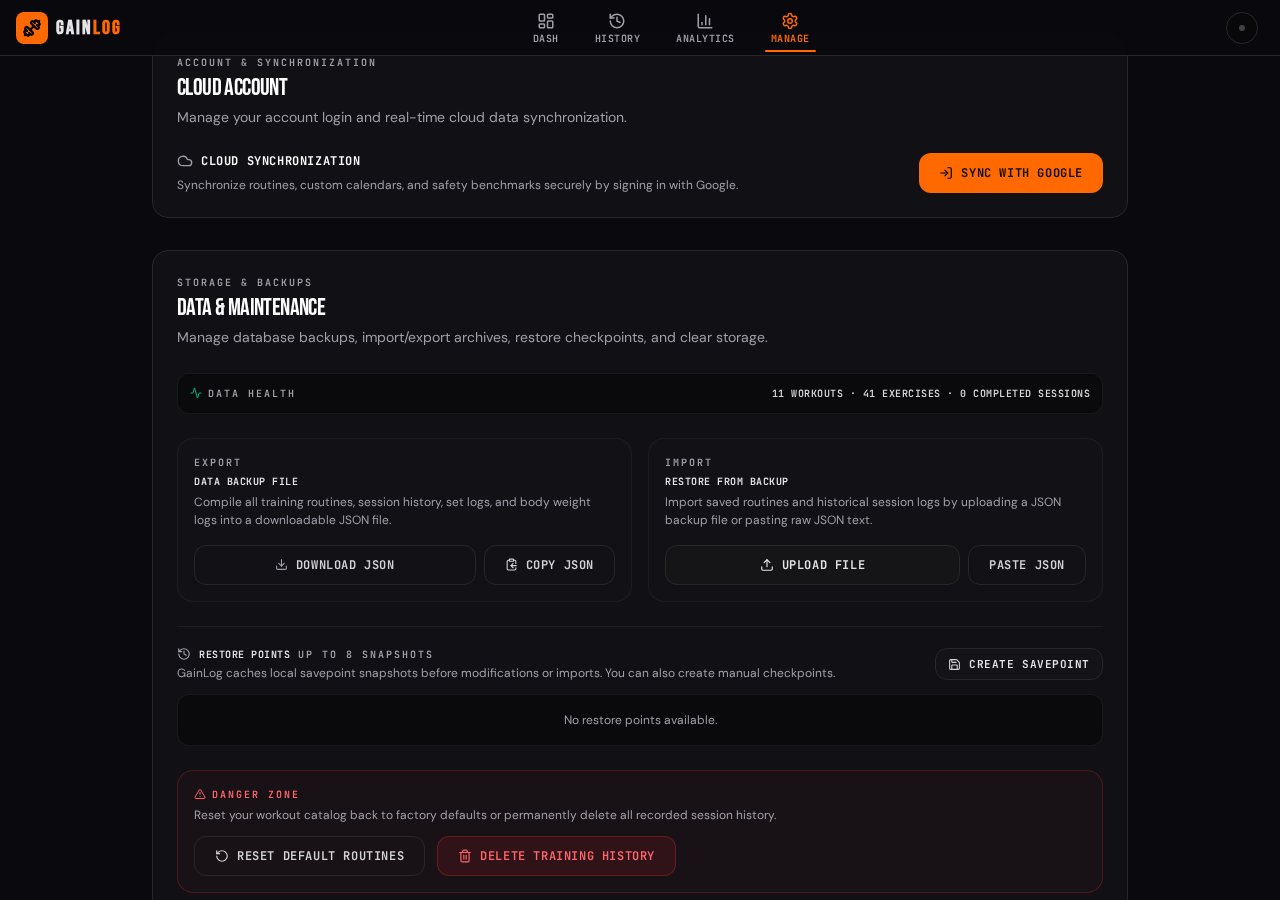 GAINLOG
DASH
HISTORY
ANALYTICS
MANAGE
ACCOUNT & SYNCHRONIZATION
CLOUD ACCOUNT
Manage your account login and real-time cloud data synchronization.
CLOUD SYNCHRONIZATION
Synchronize routines, custom calendars, and safety benchmarks securely by signing in with Google.
SYNC WITH GOOGLE
STORAGE & BACKUPS
DATA & MAINTENANCE
Manage database backups, import/export archives, restore checkpoints, and clear storage.
DATA HEALTH
11 WORKOUTS · 41 EXERCISES · 0 COMPLETED SESSIONS
EXPORT
DATA BACKUP FILE
Compile all training routines, session history, set logs, and body weight
logs into a downloadable JSON file.
DOWNLOAD JSON
COPY JSON
IMPORT
RESTORE FROM BACKUP
Import saved routines and historical session logs by uploading a JSON
backup file or pasting raw JSON text.
UPLOAD FILE
PASTE JSON
RESTORE POINTS UP TO 8 SNAPSHOTS
GainLog caches local savepoint snapshots before modifications or imports. You can also create manual checkpoints.
CREATE SAVEPOINT
No restore points available.
DANGER ZONE
Reset your workout catalog back to factory defaults or permanently delete all recorded session history.
RESET DEFAULT ROUTINES
DELETE TRAINING HISTORY